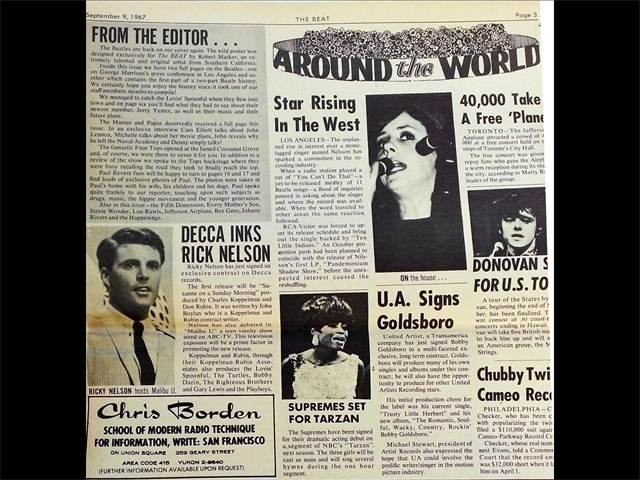 September 9, 1967
THE BEAT
Page 3
FROM THE EDITOR . . .
The Beatles are back on our cover again. The wild poster was
designed exclusively for The BEAT by Robert Marker, an ex-
tremely talented and original artist from Southern California.
Inside this issue we have two full pages on the Beatles—one
on George Harrison's press conference in Los Angeles and an-
other which contains the first-part of a two-part Beatle history.
We certainly hope you enjoy the history since it took one of our
staff members months to compile!
We managed to catch the Lovin' Spoonful when they flew into
town and on page six you'll find what they had to say about their
newest member, Jerry Yester, as well as their music and their
future plans.
The Mamas and Papas deservedly received a full page this
issue. In an exclusive interview Cass Elliott talks about John
Lennon, Michelle talks about her movie plans, John reveals why
he left the Naval Academy and Denny simply talks!
The fantastic Four Tops opened at the famed Cocoanut Grove
and, of course, we were there to cover it for you. In addition to a
review of the show we spoke to the Tops backstage where they
were busy recalling the road they took to finally reach the top.
Paul Revere fans will be happy to turn to pages 16 and 17 and
find loads of exclusive photos of Paul. The photos were taken at
Paul's home with his wife, his children and his dogs. Paul spoke
quite frankly to our reporter, touching upon such subjects as
drugs, music, the hippie movement and the younger generation.
Also in this issue—the Fifth Dimension, Every Mother's Son,
Stevie Wonder, Lou Rawls, Jefferson Airplane, Bee Gees, Johnny
Rivers and the Happenings.
DECCA INKS
RICK NELSON
Ricky Nelson has just signed an
exclusive contract on Decca
records.
The first release will be "Su-
zanne on a Sunday Morning" pro-
duced by Charles Koppelman and
Don Rubin. It was written by John
Boylan who is a Koppelman and
Rubin contract writer.
Nelson has also debuted in
"Malibu U." a teen variety show
aired on ABC-TV. This television
exposure will be a prime factor in
promoting the new release.
Koppelman and Rubin, through
their Koppelman-Rubin Asso-
ciates also produces the Lovin'
Spoonful, The Turtles, Bobby
Darin, The Righteous Brothers
and Gary Lewis and the Playboys.
RICKY NELSON hosts Malibu U.
Chris Borden
SCHOOL OF MODERN RADIO TECHNIQUE
FOR INFORMATION, WRITE: SAN FRANCISCO
ON UNION SQUARE 259 GEARY STREET
AREA CODE 415 YUKON 2-9640
(FURTHER INFORMATION AVAILABLE UPON REQUEST)
AROUND the WORLD
Star Rising
In The West
LOS ANGELES—The unplan-
ned rise in interest over a mono-
tagged singer named Nilsson has
sparked a commotion in the rec-
ording industry.
When a radio station played a
cut of "You Can't Do That"—a
yet-to-be-released medley of 11
Beatle songs—a flood of inquiries
poured in asking about the singer
and where the record was avail-
able. When the word traveled to
other areas the same reaction
followed.
RCA-Victor was forced to up-
set its release schedule and bring
out the single backed by "Ten
Little Indians." An October pro-
motion push had been planned to
coincide with the release of Nils-
son's first LP, "Pandemonium
Shadow Show," before the unex-
pected interest caused the
reshuffling.
SUPREMES SET
FOR TARZAN
The Supremes have been signed
for their dramatic acting debut on
a segment of NBC's "Tarzan"
next season. The three girls will be
cast as nuns and will sing several
hymns during the one hour
segment.
ON the house . . .
U.A. Signs
Goldsboro
United Artist, a Transamerica
company has just signed Bobby
Goldsboro to a multi-faceted ex-
clusive, long-term contract. Golds-
boro will produce many of his own
singles and albums under this con-
tract; he will also have the oppor-
tunity to produce for other United
Artists Recording stars.
His initial production chore for
the label was his current single,
"Trusty Little Herbert" and his
new album, "The Romantic, Soul-
ful, Wacky, Country, Rockin'
Bobby Goldsboro."
Michael Stewart, president of
Artist Records also expressed the
hope that UA could involve the
prolific writer/singer in the motion
picture industry.
40,000 Take
A Free 'Plane
TORONTO—The Jefferson
Airplane attracted a crowd of
000 at a free concert held on
steps of Toronto's City Hall.
The free concert was
DONOVAN S
FOR U.S. TO
A tour of the States by
van, beginning the end of
ber, has been finalized. T
will consist of 30 coast-
concerts ending in Hawaii.
van will take five British mu
to back him up and will
an American group, the M
Strings.
Chubby Twi
Cameo Reco
PHILADELPHIA—C
Checker, who has been c
with popularizing the twi
filed a $110,000 suit again
Cameo-Parkway Record Co
Checker, whose real name
nest Evans, told a Common
Court that the record com
was $32,000 short when it
him on April 1.